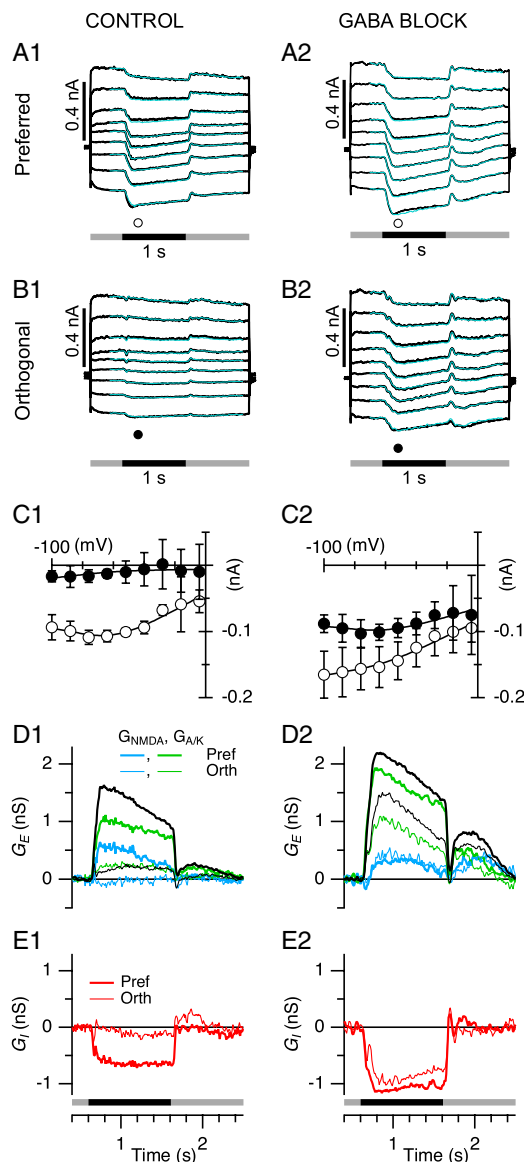 CONTROL
GABA BLOCK
A1
A2
Preferred
0.4 nA
0.4 nA
1 s
1 s
B1
B2
Orthogonal
0.4 nA
0.4 nA
1 s
1 s
C1
C2
-100 (mV)
-100 (mV)
(nA)
(nA)
-0.1
-0.1
-0.2
-0.2
D1
D2
GNMDA, GA/K
, Pref
, Orth
GE (nS)
2
1
0
GE (nS)
2
1
0
E1
E2
Pref
Orth
GI (nS)
1
0
-1
GI (nS)
1
0
-1
1 2
1 2
Time (s)
Time (s)